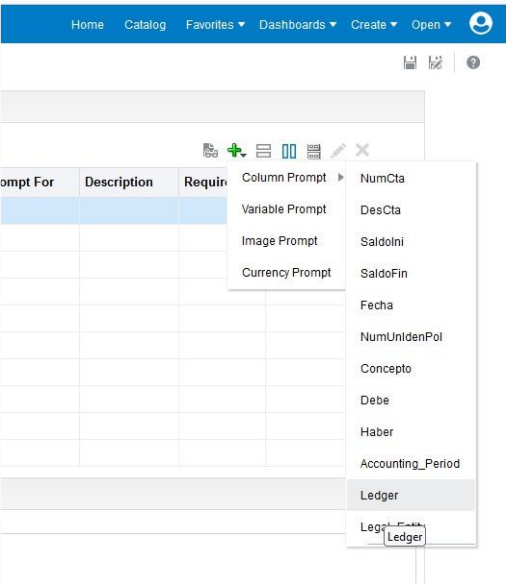 Home Catalog Favorites Dashboards Create Open
ompt For Description Requir
Column Prompt
Variable Prompt
Image Prompt
Currency Prompt
NumCta
DesCta
SaldoIni
SaldoFin
Fecha
NumUnIdenPol
Concepto
Debe
Haber
Accounting_Period
Ledger
Ledger